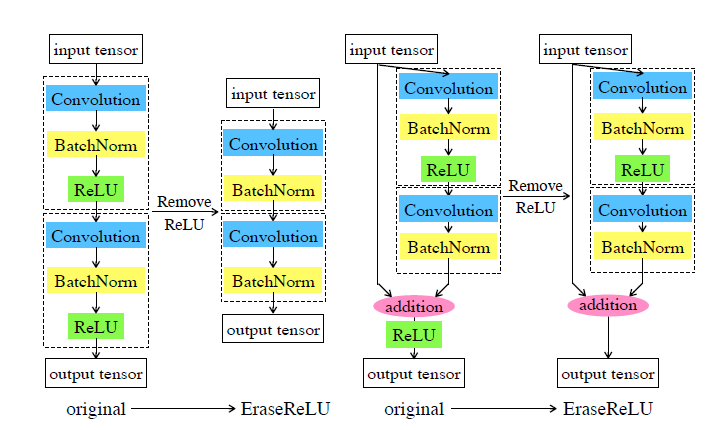 input tensor
Convolution
BatchNorm
ReLU
Convolution
BatchNorm
ReLU
output tensor
Remove
ReLU
input tensor
Convolution
BatchNorm
Convolution
BatchNorm
output tensor
original
EraseReLU
input tensor
Convolution
BatchNorm
ReLU
Convolution
BatchNorm
addition
ReLU
output tensor
Remove
ReLU
input tensor
Convolution
BatchNorm
ReLU
Convolution
BatchNorm
addition
output tensor
original
EraseReLU